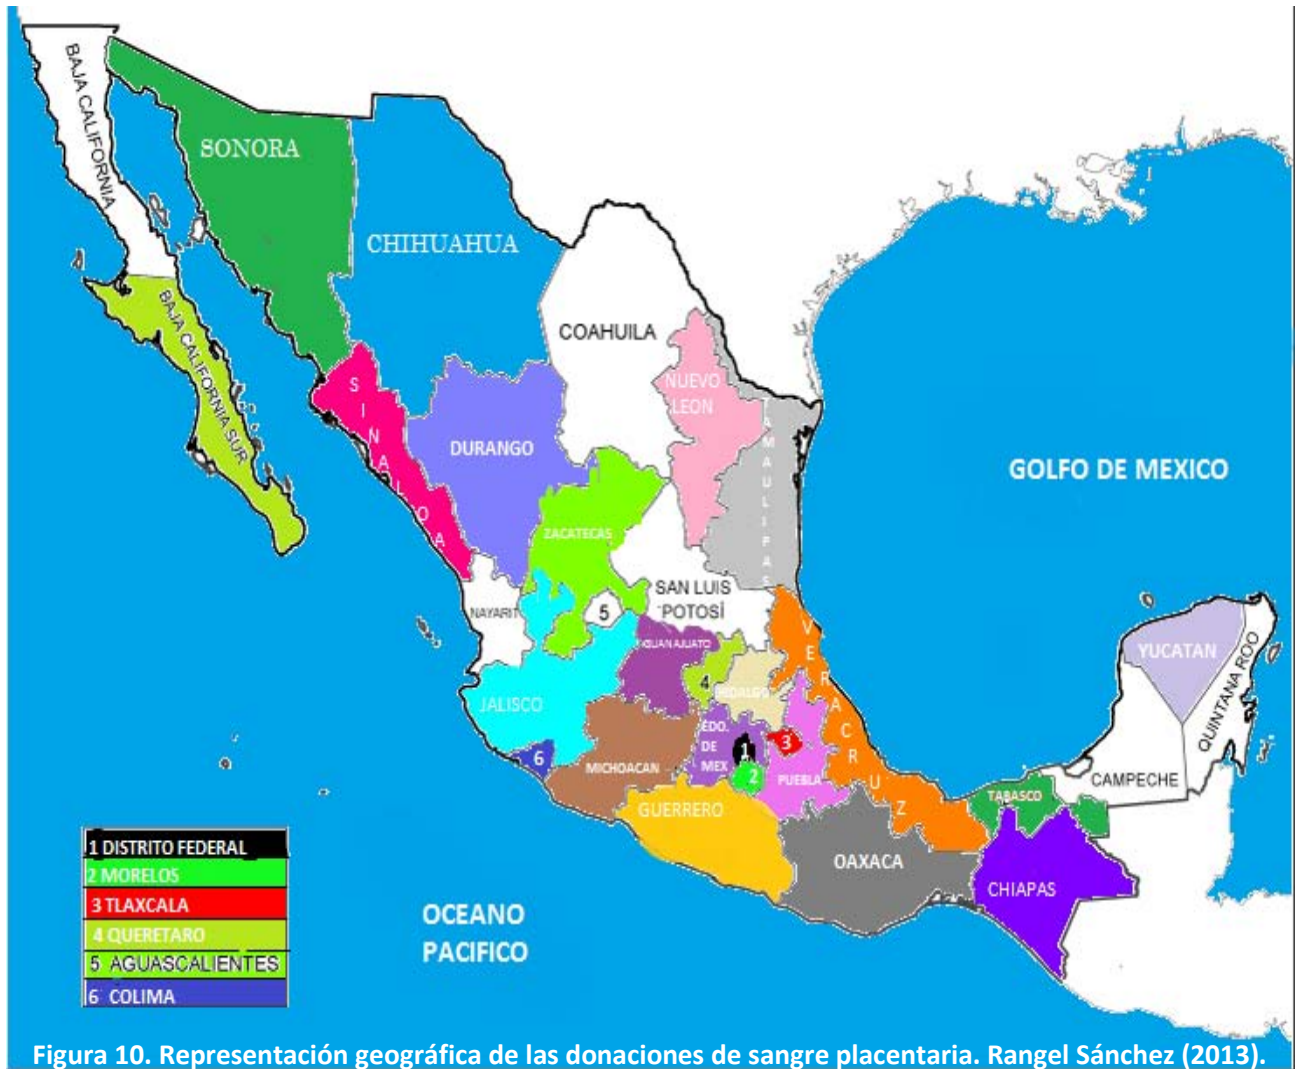 BAJA CALIFORNIA
SONORA
CHIHUAHUA
BAJA CALIFORNIA SUR
COAHUILA
SINALOA
NUEVO
LEON
TAMAULIPAS
DURANGO
GOLFO DE MEXICO
ZACATECAS
SAN LUIS
POTOSÍ
NAYARIT
5
GUANAJUATO
VERACRUZ
YUCATAN
QUINTANA ROO
4
HIDALGO
JALISCO
EDO.
DE
MEX
1
3
2
6
MICHOACAN
PUEBLA
CAMPECHE
TABASCO
GUERRERO
OAXACA
CHIAPAS
1 DISTRITO FEDERAL
2 MORELOS
3 TLAXCALA
4 QUERETARO
5 AGUASCALIENTES
6 COLIMA
OCEANO
PACIFICO
Figura 10. Representación geográfica de las donaciones de sangre placentaria. Rangel Sánchez (2013).